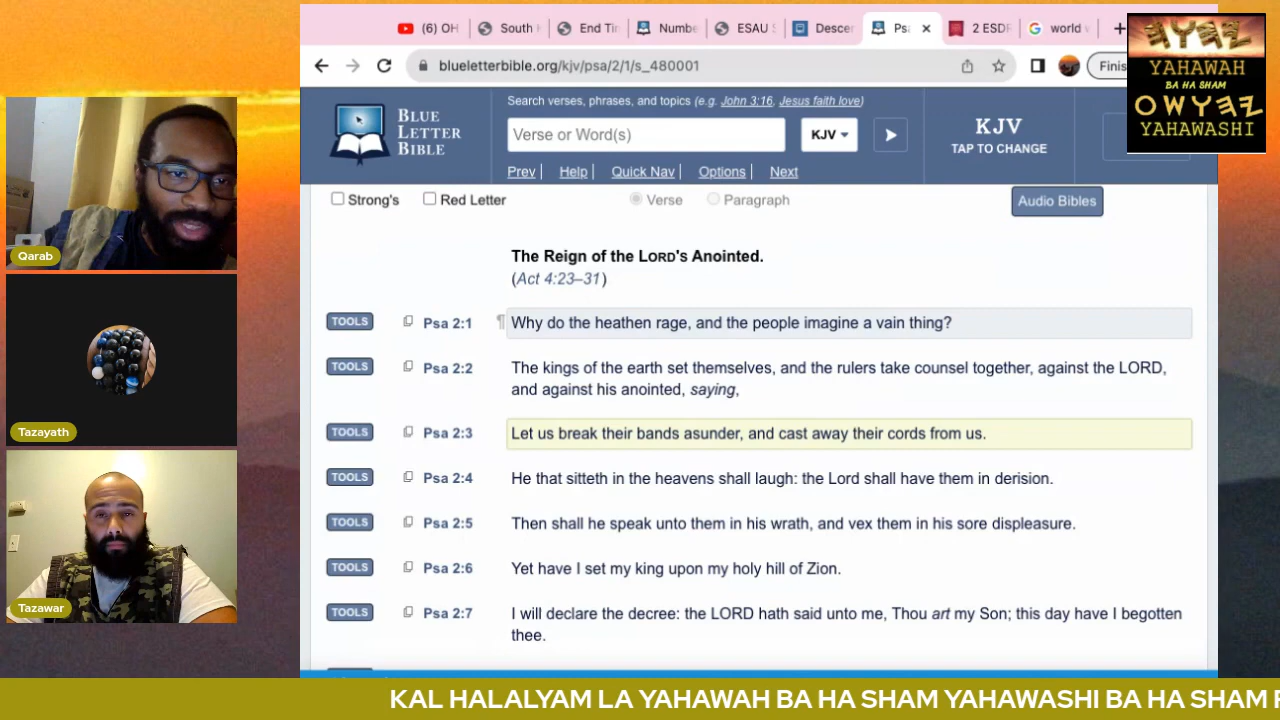 (6) OH
South
End Ti
Numbe
ESAU
Descer
Psa
2 ESDF
world
blueletterbible.org/kjv/psa/2/1/s_480001
Finis
YAHAWAH
BA HA SHAM
YAHAWASHI
BLUE
LETTER
BIBLE
Search verses, phrases, and topics (e.g. John 3:16, Jesus faith love)
Verse or Word(s)
KJV
KJV
TAP TO CHANGE
Prev | Help | Quick Nav | Options | Next
Strong's
Red Letter
Verse
Paragraph
Audio Bibles
The Reign of the LORD's Anointed.
(Act 4:23–31)
TOOLS Psa 2:1 ¶ Why do the heathen rage, and the people imagine a vain thing?
TOOLS Psa 2:2 The kings of the earth set themselves, and the rulers take counsel together, against the LORD,
and against his anointed, saying,
TOOLS Psa 2:3 Let us break their bands asunder, and cast away their cords from us.
TOOLS Psa 2:4 He that sitteth in the heavens shall laugh: the Lord shall have them in derision.
TOOLS Psa 2:5 Then shall he speak unto them in his wrath, and vex them in his sore displeasure.
TOOLS Psa 2:6 Yet have I set my king upon my holy hill of Zion.
TOOLS Psa 2:7 I will declare the decree: the LORD hath said unto me, Thou art my Son; this day have I begotten
thee.
Qarab
Tazayath
Tazawar
KAL HALALYAM LA YAHAWAH BA HA SHAM YAHAWASHI BA HA SHAM